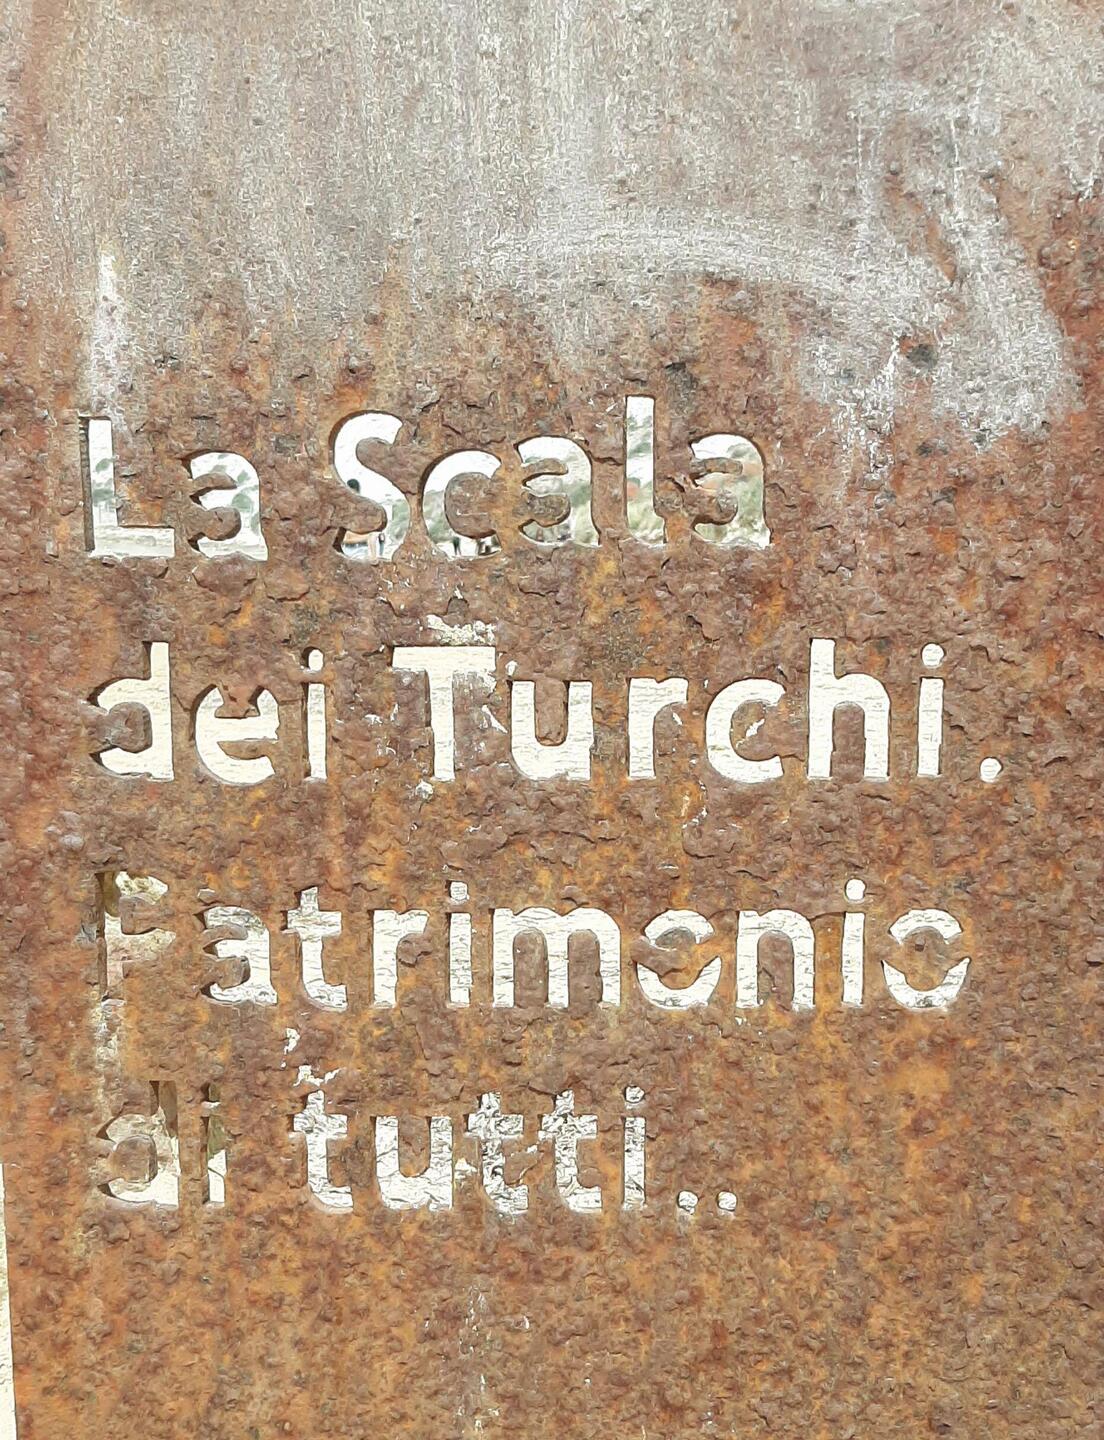 La Scala
dei Turchi.
Patrimonio
di tutti..